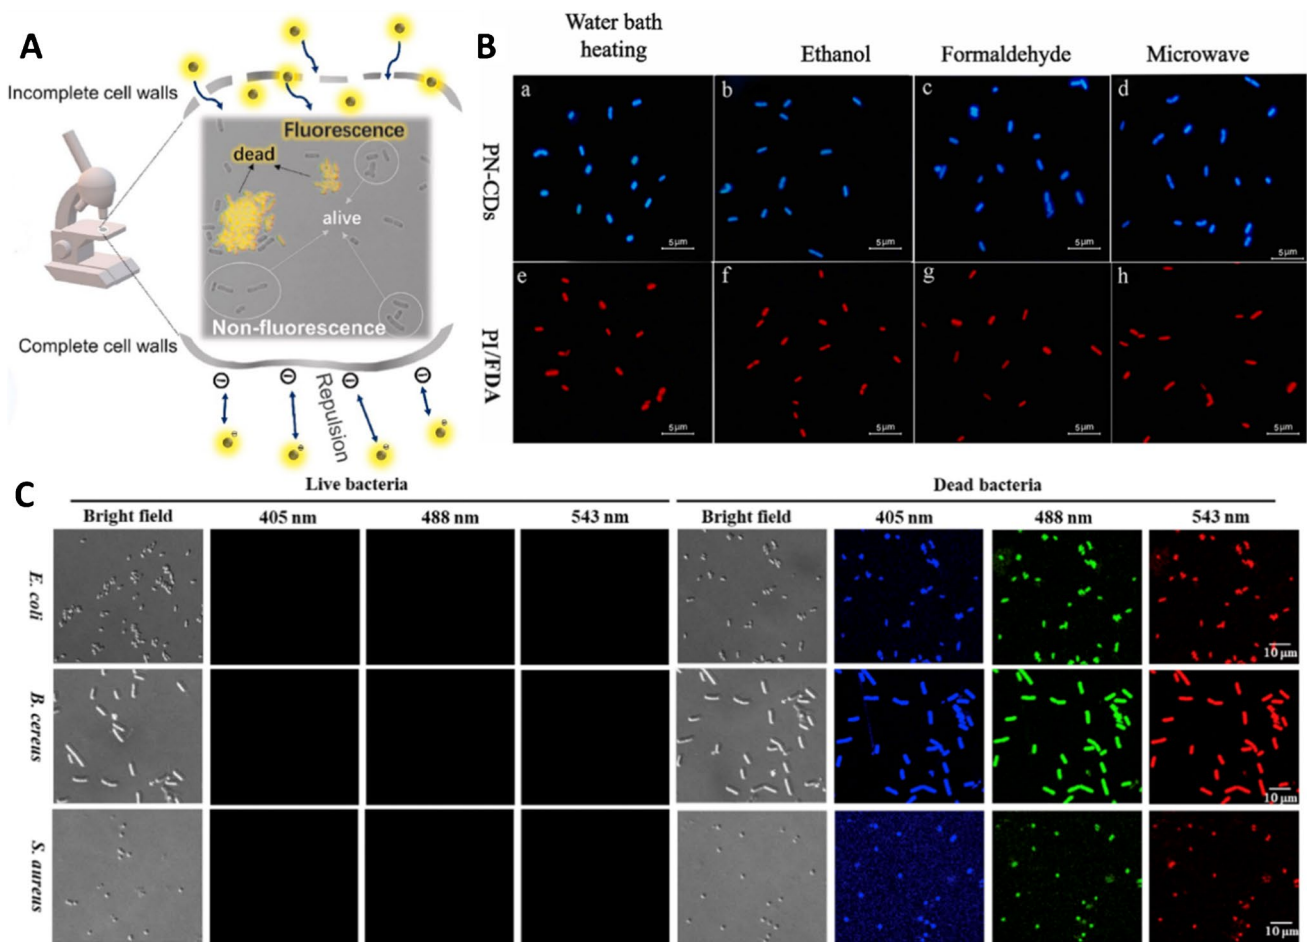 A
Incomplete cell walls
Fluorescence
dead
alive
Non-fluorescence
Complete cell walls
Repulsion
B
Water bath
heating
Ethanol
Formaldehyde
Microwave
PN-CDs
a
b
c
d
5μm
5μm
5μm
5μm
PI/FDA
e
f
g
h
5μm
5μm
5μm
5μm
C
Live bacteria
Dead bacteria
Bright field
405 nm
488 nm
543 nm
Bright field
405 nm
488 nm
543 nm
E. coli
10 μm
B. cereus
10 μm
S. aureus
10 μm